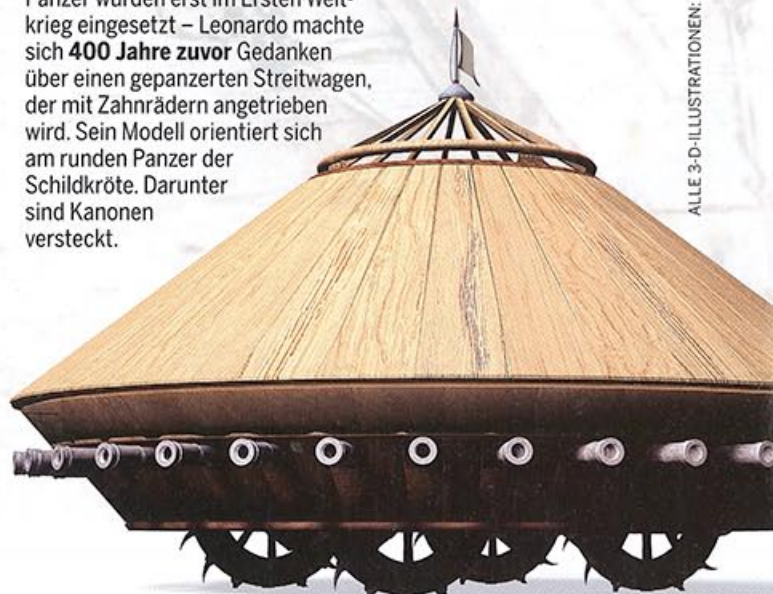 Panzer wurden erst im Ersten Welt-
krieg eingesetzt – Leonardo machte
sich 400 Jahre zuvor Gedanken
über einen gepanzerten Streitwagen,
der mit Zahnrädern angetrieben
wird. Sein Modell orientiert sich
am runden Panzer der
Schildkröte. Darunter
sind Kanonen
versteckt.
ALLE 3-D-ILLUSTRATIONEN: